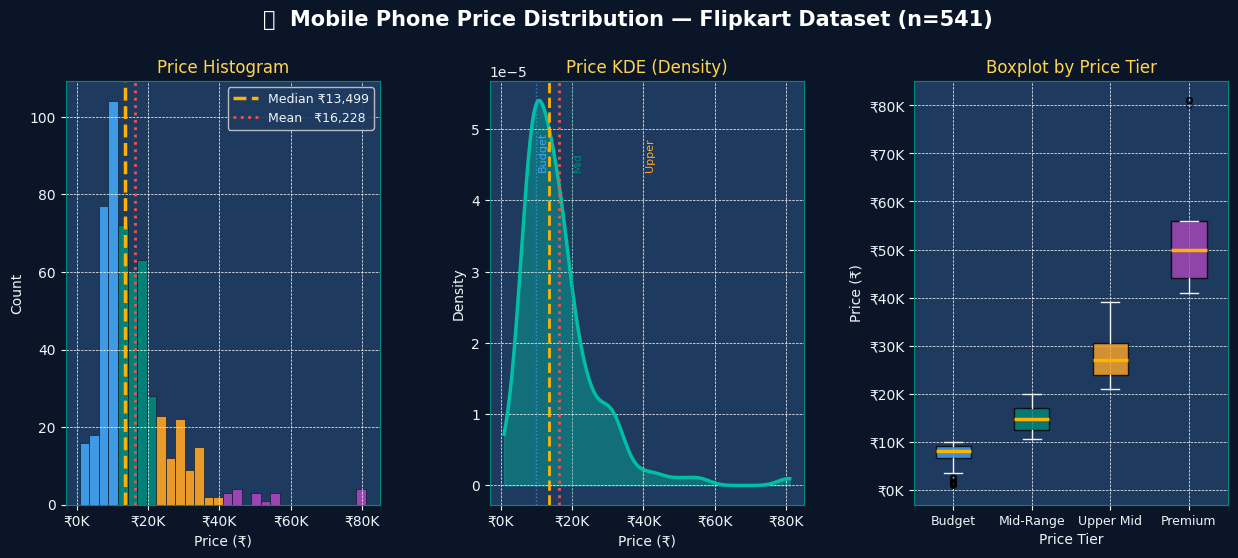 Mobile Phone Price Distribution — Flipkart Dataset (n=541)
Price Histogram
Median ₹13,499
Mean ₹16,228
Count
100
80
60
40
20
0
₹0K ₹20K ₹40K ₹60K ₹80K
Price (₹)
Price KDE (Density)
1e−5
Budget
Mid
Upper
Density
5
4
3
2
1
0
₹0K ₹20K ₹40K ₹60K ₹80K
Price (₹)
Boxplot by Price Tier
Price (₹)
₹80K
₹70K
₹60K
₹50K
₹40K
₹30K
₹20K
₹10K
₹0K
Budget Mid-Range Upper Mid Premium
Price Tier